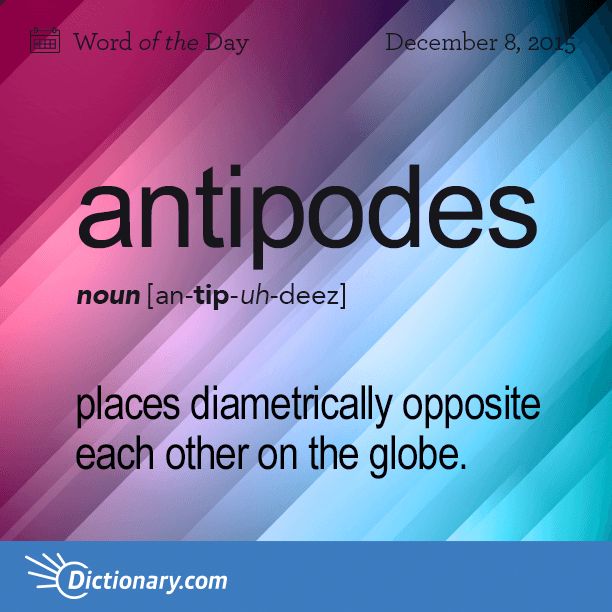 Word of the Day
December 8, 2015
antipodes
noun [an-tip-uh-deez]
places diametrically opposite
each other on the globe.
Dictionary.com